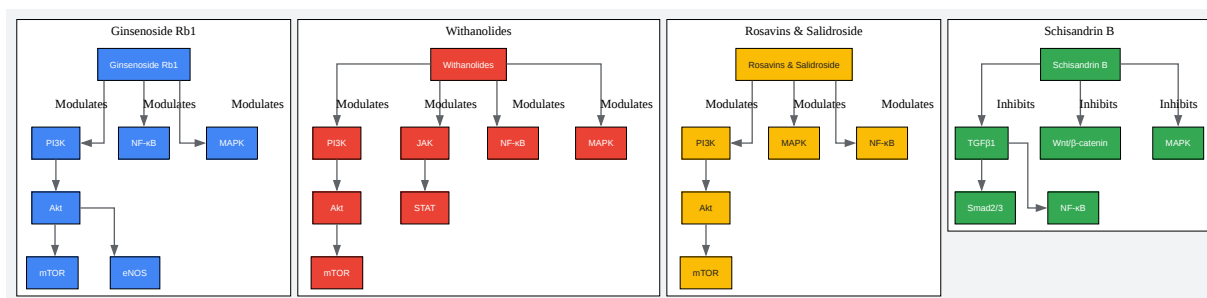 Ginsenoside Rb1
Ginsenoside Rb1
Modulates
Modulates
Modulates
PI3K
NF-κB
MAPK
Akt
mTOR
eNOS
Withanolides
Withanolides
Modulates
Modulates
Modulates
Modulates
PI3K
JAK
NF-κB
MAPK
Akt
STAT
mTOR
Rosavins & Salidroside
Rosavins & Salidroside
Modulates
Modulates
Modulates
PI3K
MAPK
NF-κB
Akt
mTOR
Schisandrin B
Schisandrin B
Inhibits
Inhibits
Inhibits
TGFβ1
Wnt/β-catenin
MAPK
Smad2/3
NF-κB